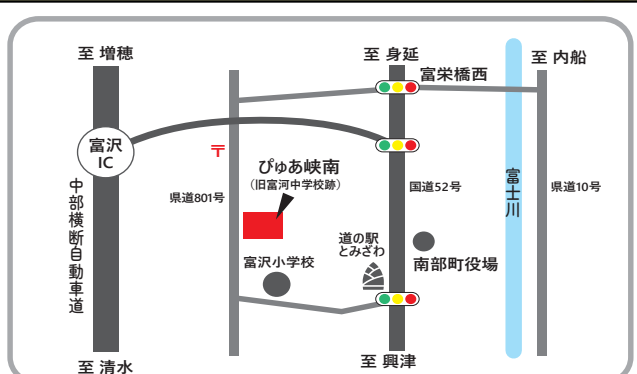 至 増穂
至 身延
至 内船
富栄橋西
富沢
IC
〒
ぴゅあ峡南
（旧富河中学校跡）
県道801号
国道52号
富士川
県道10号
中部横断自動車道
道の駅
とみざわ
富沢小学校
南部町役場
至 清水
至 興津